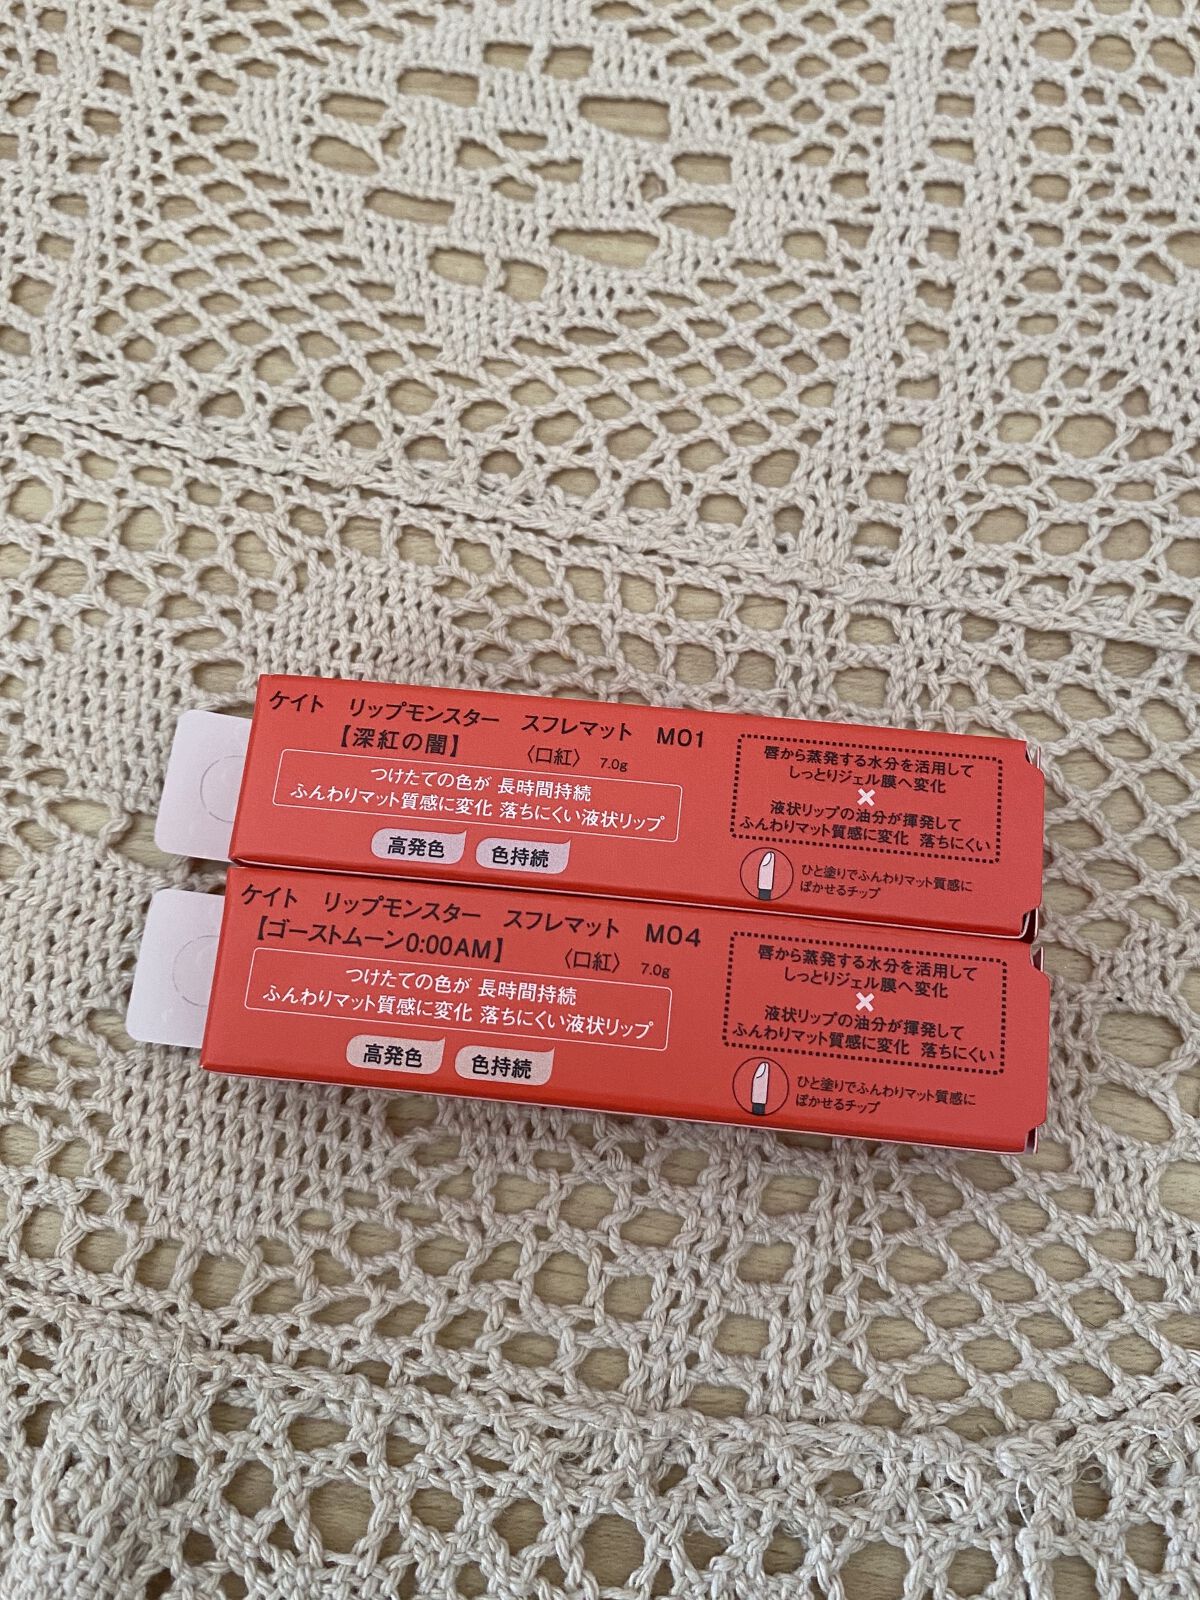 ケイト リップモンスター スフレマット M01
【深紅の闇】 〈口紅〉 7.0g
つけたての色が 長時間持続
ふんわりマット質感に変化 落ちにくい液状リップ
高発色 色持続
唇から蒸発する水分を活用して
しっとりジェル膜へ変化
×
液状リップの油分が揮発して
ふんわりマット質感に変化 落ちにくい
ひと塗りでふんわりマット質感に
ぼかせるチップ
ケイト リップモンスター スフレマット M04
【ゴーストムーン0:00AM】 〈口紅〉 7.0g
つけたての色が 長時間持続
ふんわりマット質感に変化 落ちにくい液状リップ
高発色 色持続
唇から蒸発する水分を活用して
しっとりジェル膜へ変化
×
液状リップの油分が揮発して
ふんわりマット質感に変化 落ちにくい
ひと塗りでふんわりマット質感に
ぼかせるチップ